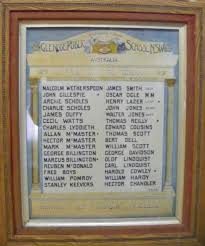 GLENCOE PUBLIC SCHOOL N.S.W.
AUSTRALIA
MALCOLM WETHERSPOON JAMES SMITH
JOHN GILLESPIE OSCAR OGLE M.M
ARCHIE SCHOLES HENRY LAZER
CHARLIE SCHOLES JOHN JONES
JAMES DUFFY WALTER JONES
CECIL WATTS THOMAS REILLY
CHARLES LYDDIETH EDWARD COUSINS
ALLAN McMASTER THOMAS SCOTT
HECTOR McMASTER BERT DELL
MARK McMASTER WILLIAM SCOTT
GEORGE BILLINGTON GEORGE DAVIDSON
MARCUS BILLINGTON OLOF LINDQUIST
REUBEN McDONALD CARL LINDQUIST
FRED BOYS HAROLD COWLEY
WILLIAM POMROY WILLIAM HARDY
STANLEY KEEVERS HECTOR CHANDLER